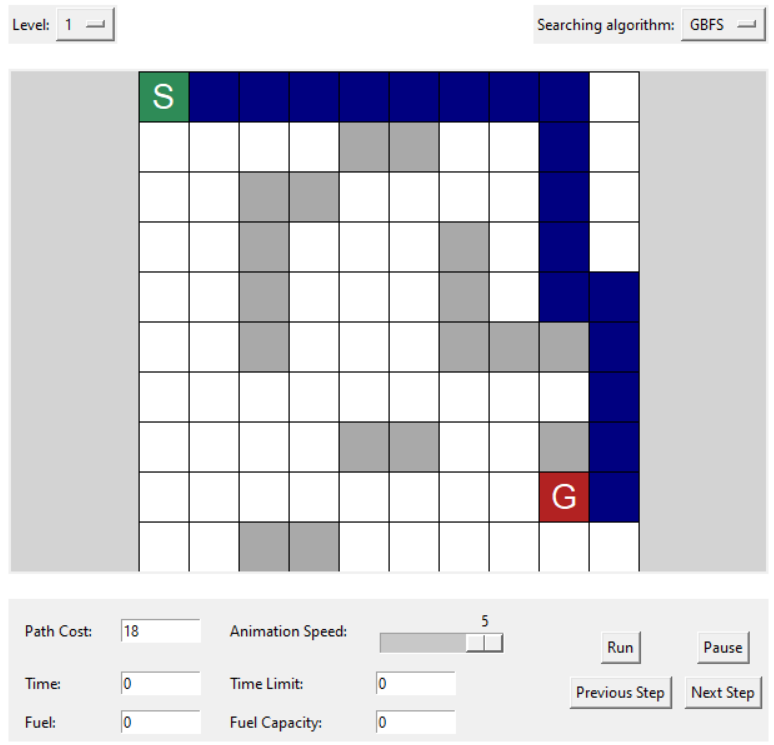 Level: 1 Searching algorithm: GBFS
S
G
Path Cost: 18 Animation Speed: 5 Run Pause
Time: 0 Time Limit: 0 Previous Step Next Step
Fuel: 0 Fuel Capacity: 0